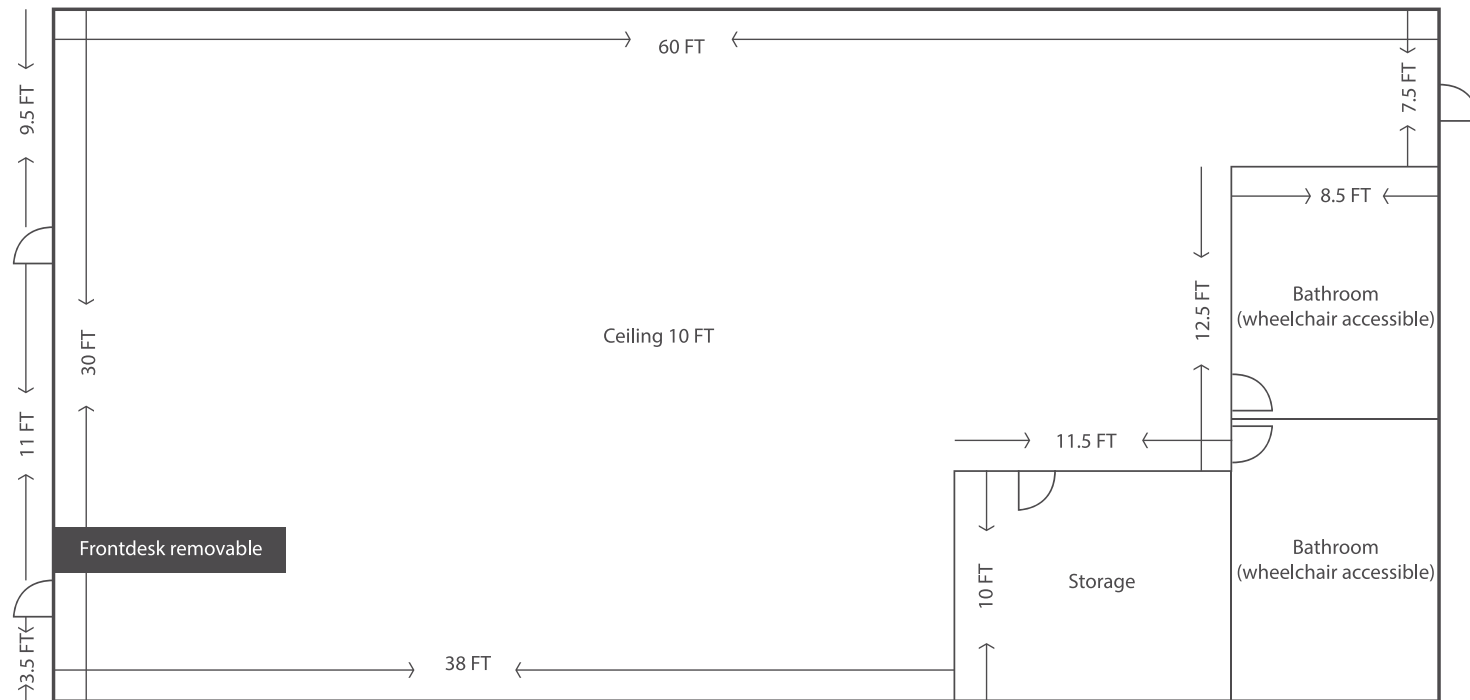 60 FT
9.5 FT
7.5 FT
8.5 FT
Bathroom
(wheelchair accessible)
12.5 FT
Ceiling 10 FT
30 FT
11 FT
11.5 FT
Frontdesk removable
Bathroom
(wheelchair accessible)
10 FT
Storage
38 FT
3.5 FT